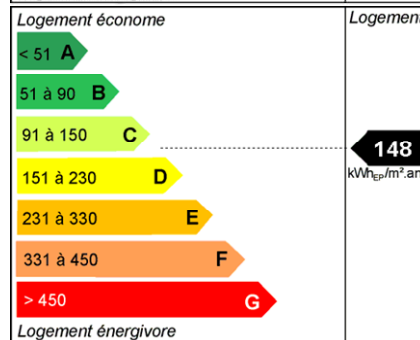 Logement économe
Logement
< 51 A
51 à 90 B
91 à 150 C
148
kWhEP/m².an
151 à 230 D
231 à 330 E
331 à 450 F
> 450 G
Logement énergivore